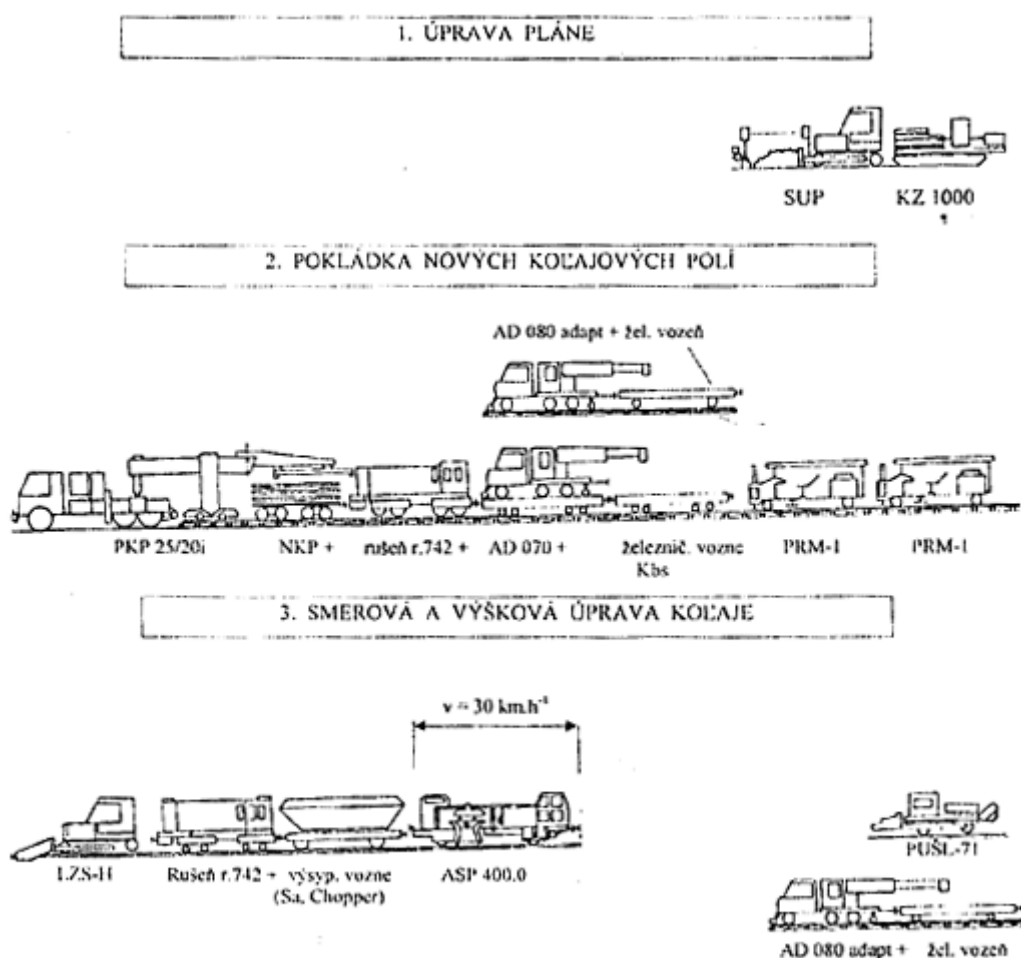 1. ÚPRAVA PLÁNE
SUP KZ 1000
2. POKLÁDKA NOVÝCH KOĽAJOVÝCH POLÍ
AD 080 adapt + žel. vozeň
PKP 25/20i NKP + rušeň r.742 + AD 070 + železnič. vozne PRM-1 PRM-1
Kbs
3. SMEROVÁ A VÝŠKOVÁ ÚPRAVA KOĽAJE
v = 30 km.h⁻¹
LZS-H Rušeň r.742 + výsyp. vozne ASP 400.0
(Sa, Chopper)
PUŠL-71
AD 080 adapt + žel. vozeň